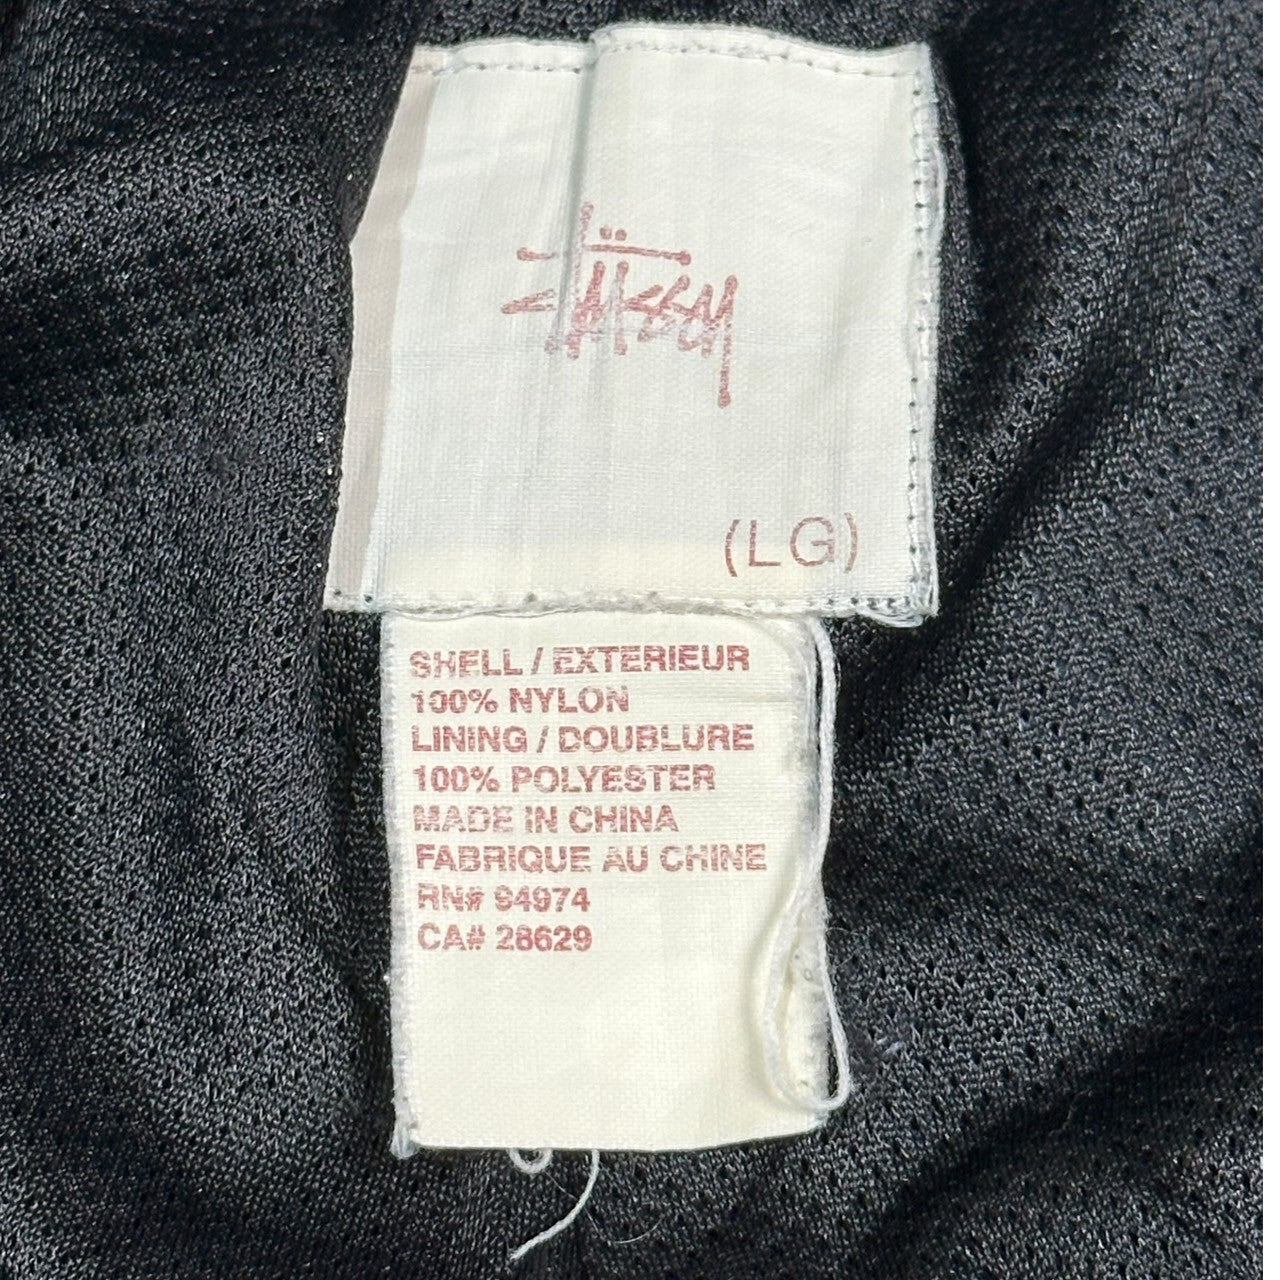 Stüssy
(LG)
SHELL / EXTERIEUR
100% NYLON
LINING / DOUBLURE
100% POLYESTER
MADE IN CHINA
FABRIQUE AU CHINE
RN# 94974
CA# 28629